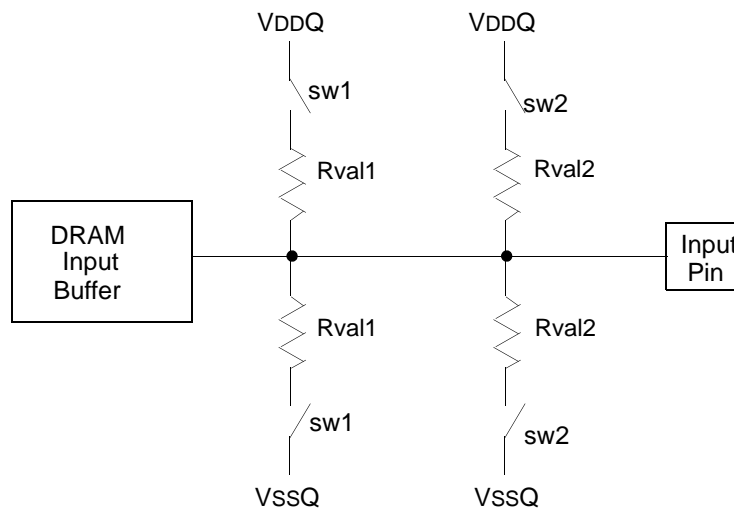 VDDQ VDDQ
sw1 sw2
Rval1 Rval2
DRAM
Input
Buffer
Input
Pin
Rval1 Rval2
sw1 sw2
VSSQ VSSQ